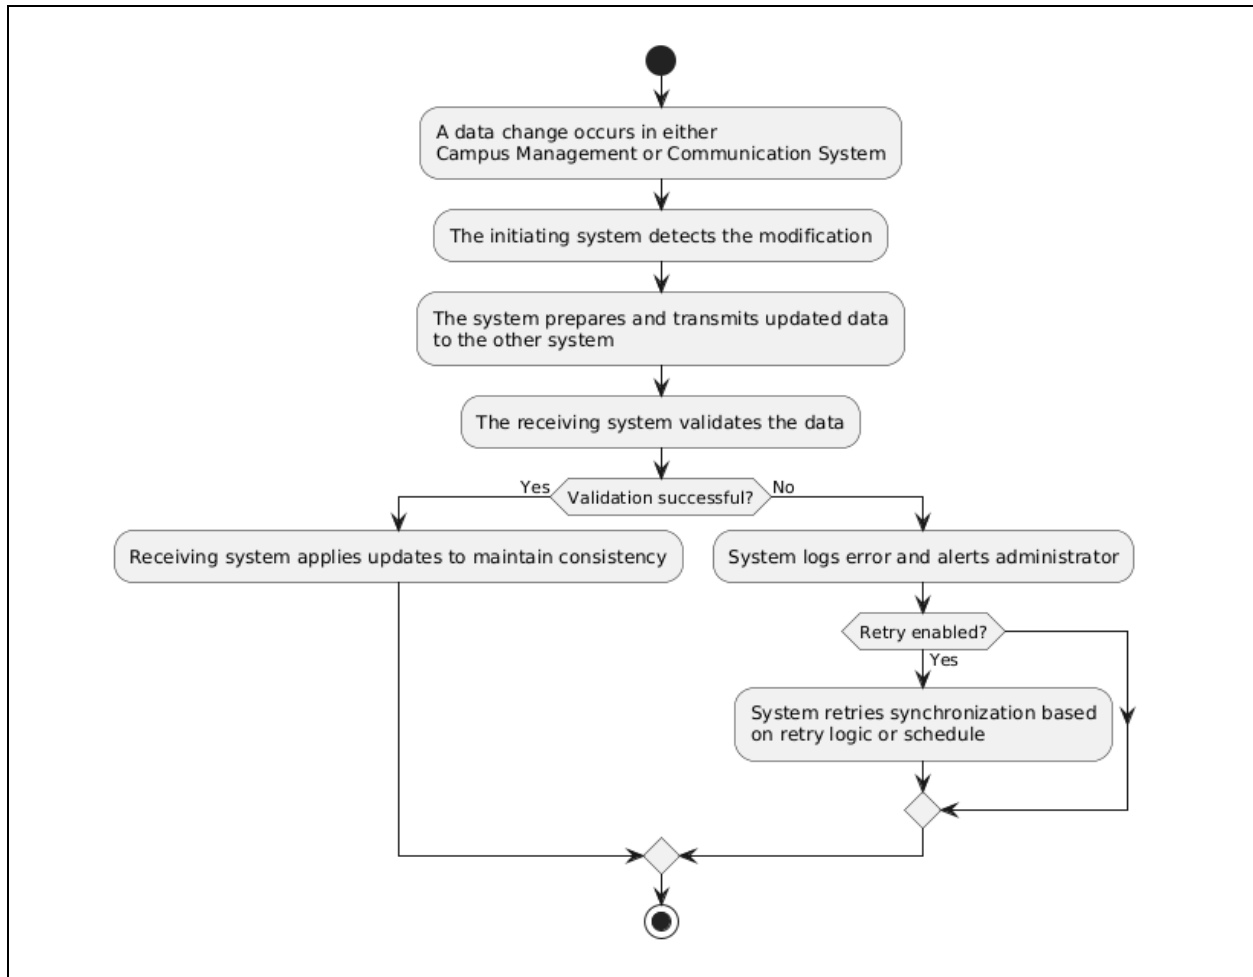 A data change occurs in either
Campus Management or Communication System
The initiating system detects the modification
The system prepares and transmits updated data
to the other system
The receiving system validates the data
Yes
Validation successful?
No
Receiving system applies updates to maintain consistency
System logs error and alerts administrator
Retry enabled?
Yes
System retries synchronization based
on retry logic or schedule